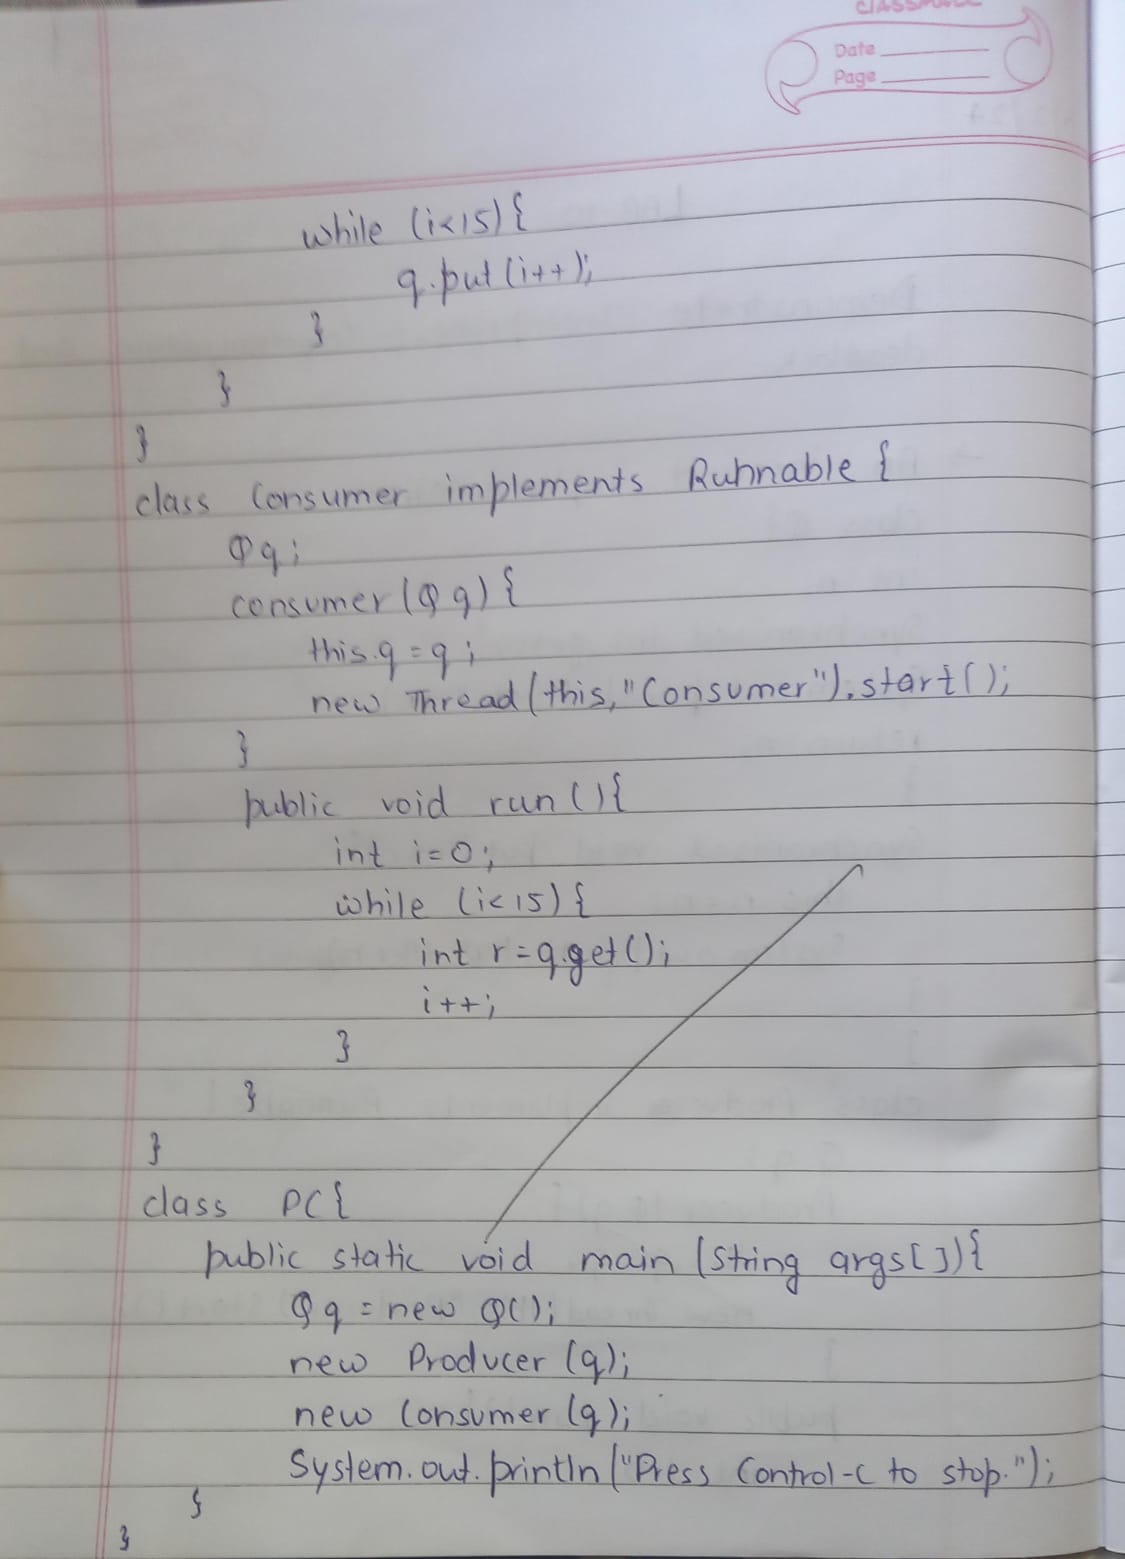 classmate
Date
Page
while (i<15){
q.put(i++);
}
}
}
class Consumer implements Ruhnable {
Q q;
consumer(Q q){
this.q=q;
new Thread(this,"Consumer").start();
}
public void run(){
int i=0;
while (i<15){
int r=q.get();
i++;
}
}
}
class PC{
public static void main (String args[]){
Q q = new Q();
new Producer (q);
new Consumer (q);
System.out.println("Press Control-C to stop.");
}
}